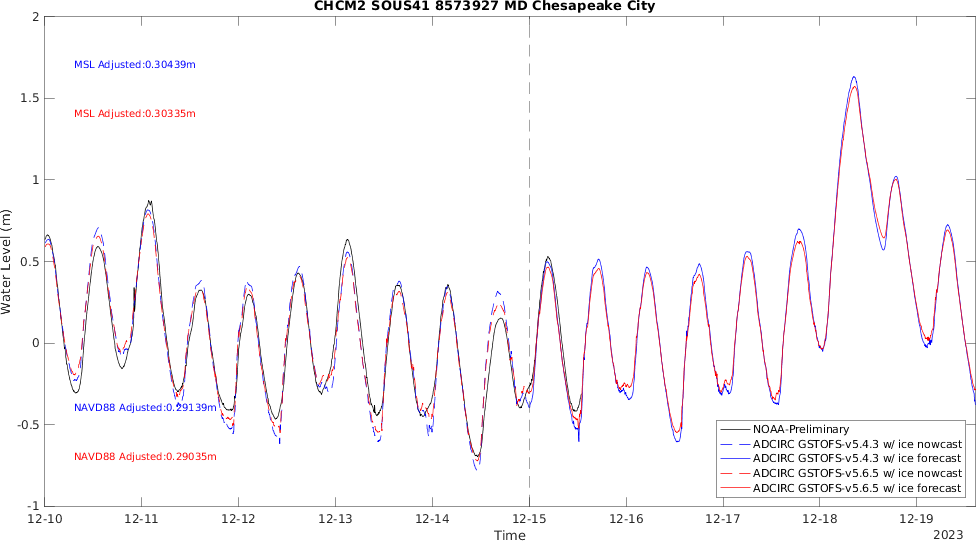 CHCM2 SOUS41 8573927 MD Chesapeake City
2
MSL Adjusted:0.30439m
1.5
MSL Adjusted:0.30335m
1
Water Level (m)
0.5
0
NAVD88 Adjusted:0.29139m
-0.5
NAVD88 Adjusted:0.29035m
-1
NOAA-Preliminary
ADCIRC GSTOFS-v5.4.3 w/ ice nowcast
ADCIRC GSTOFS-v5.4.3 w/ ice forecast
ADCIRC GSTOFS-v5.6.5 w/ ice nowcast
ADCIRC GSTOFS-v5.6.5 w/ ice forecast
12-10 12-11 12-12 12-13 12-14 12-15 12-16 12-17 12-18 12-19
Time
2023